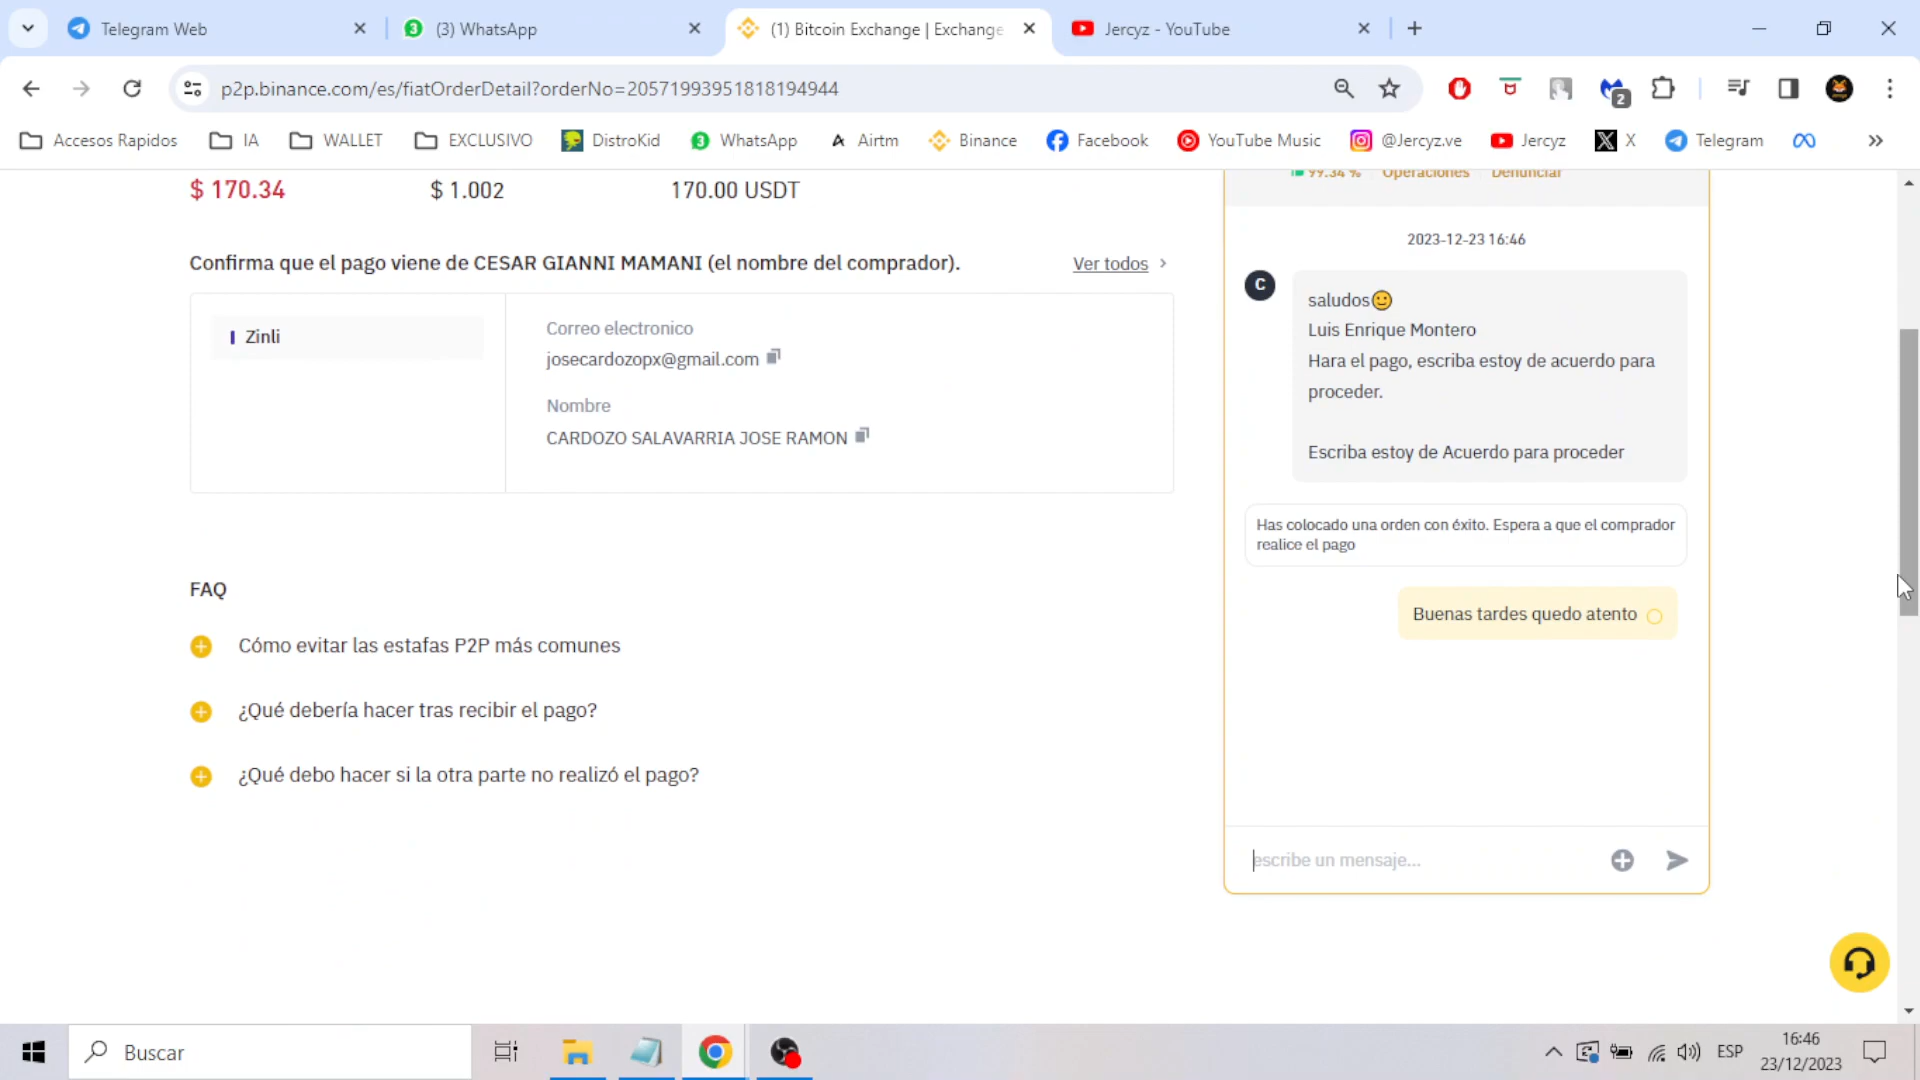 Telegram Web
(3) WhatsApp
(1) Bitcoin Exchange | Exchange
Jercyz - YouTube
p2p.binance.com/es/fiatOrderDetail?orderNo=20571993951818194944
2
Accesos Rapidos
IA
WALLET
EXCLUSIVO
DistroKid
WhatsApp
Airtm
Binance
Facebook
YouTube Music
@Jercyz.ve
Jercyz
X
Telegram
$ 170.34
$ 1.002
170.00 USDT
Confirma que el pago viene de CESAR GIANNI MAMANI (el nombre del comprador).
Ver todos
Zinli
Correo electronico
josecardozopx@gmail.com
Nombre
CARDOZO SALAVARRIA JOSE RAMON
FAQ
Cómo evitar las estafas P2P más comunes
¿Qué debería hacer tras recibir el pago?
¿Qué debo hacer si la otra parte no realizó el pago?
99.34 %
Operaciones
Denunciar
2023-12-23 16:46
C
saludos🙂
Luis Enrique Montero
Hara el pago, escriba estoy de acuerdo para
proceder.
Escriba estoy de Acuerdo para proceder
Has colocado una orden con éxito. Espera a que el comprador
realice el pago
Buenas tardes quedo atento
escribe un mensaje...
Buscar
ESP
16:46
23/12/2023